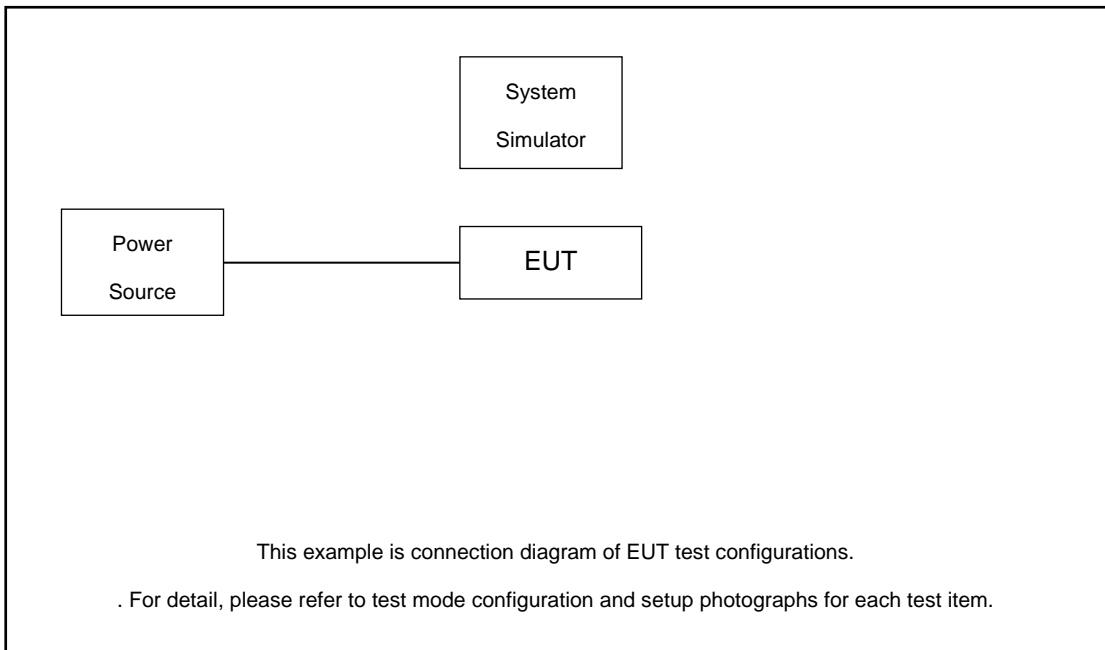 System
Simulator
Power
Source
EUT
This example is connection diagram of EUT test configurations.
. For detail, please refer to test mode configuration and setup photographs for each test item.